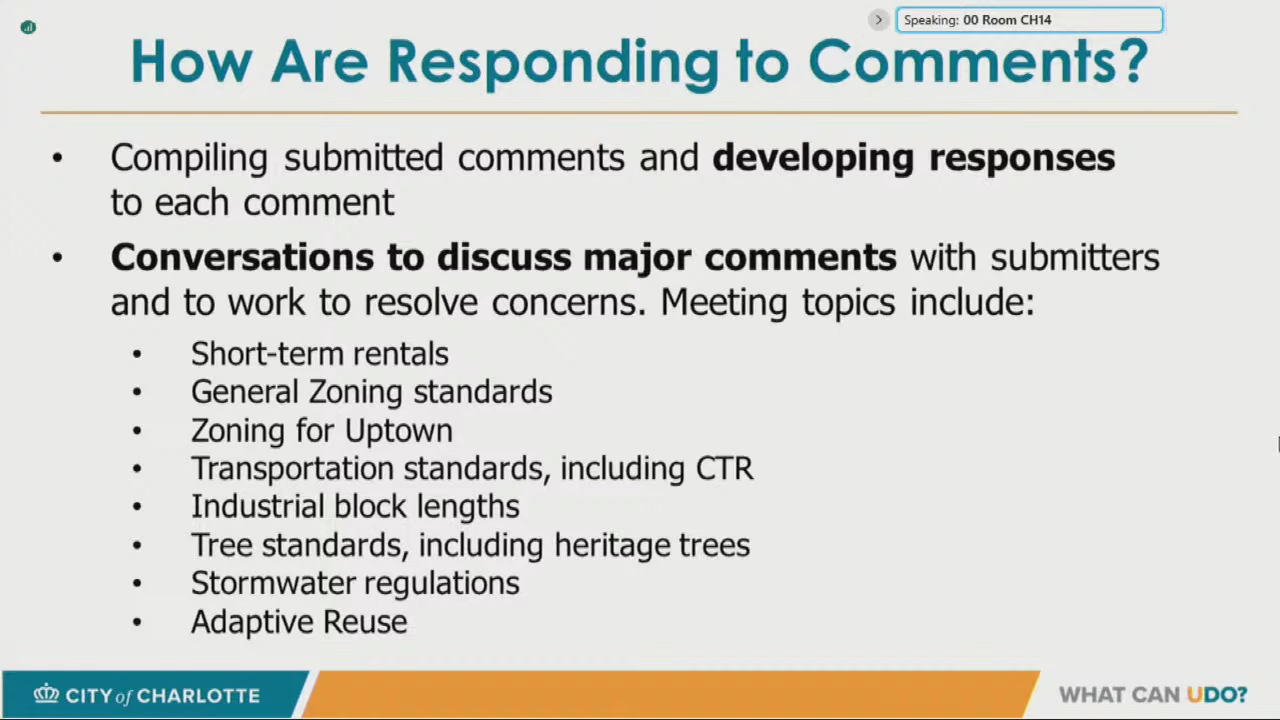 Speaking: 00 Room CH14
How Are Responding to Comments?
• Compiling submitted comments and developing responses
to each comment
• Conversations to discuss major comments with submitters
and to work to resolve concerns. Meeting topics include:
• Short-term rentals
• General Zoning standards
• Zoning for Uptown
• Transportation standards, including CTR
• Industrial block lengths
• Tree standards, including heritage trees
• Stormwater regulations
• Adaptive Reuse
CITY of CHARLOTTE
WHAT CAN UDO?